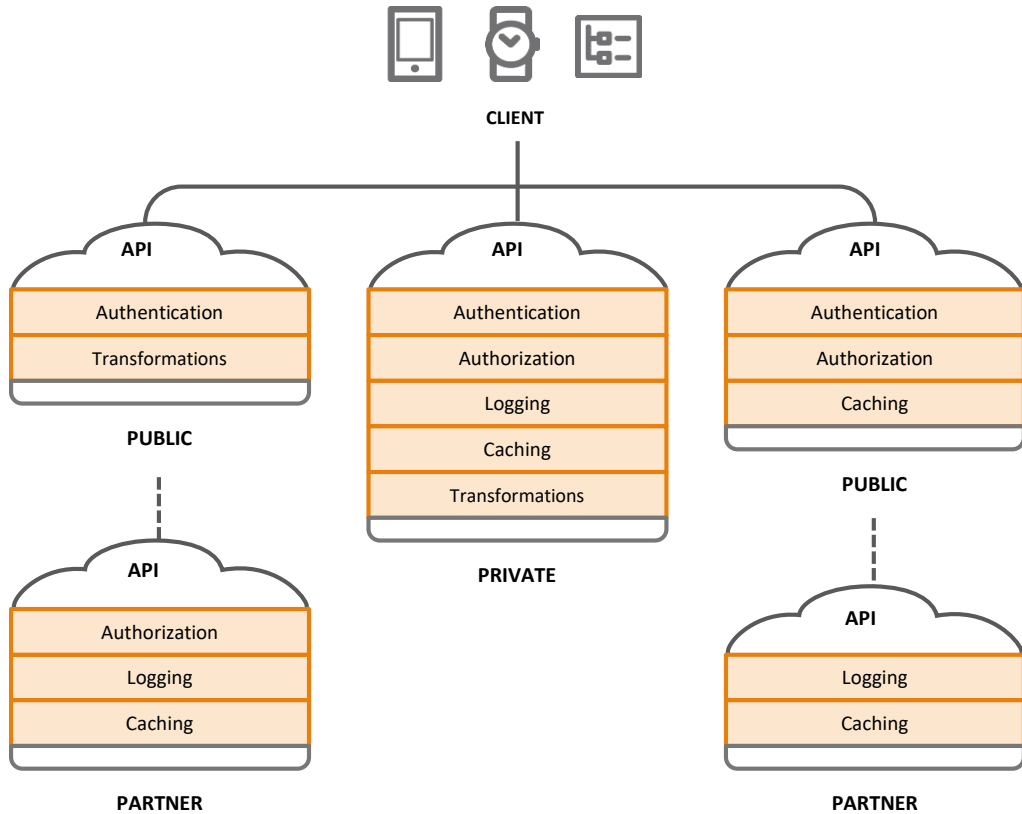 CLIENT
API
Authentication
Transformations
PUBLIC
API
Authorization
Logging
Caching
PARTNER
API
Authentication
Authorization
Logging
Caching
Transformations
PRIVATE
API
Authentication
Authorization
Caching
PUBLIC
API
Logging
Caching
PARTNER